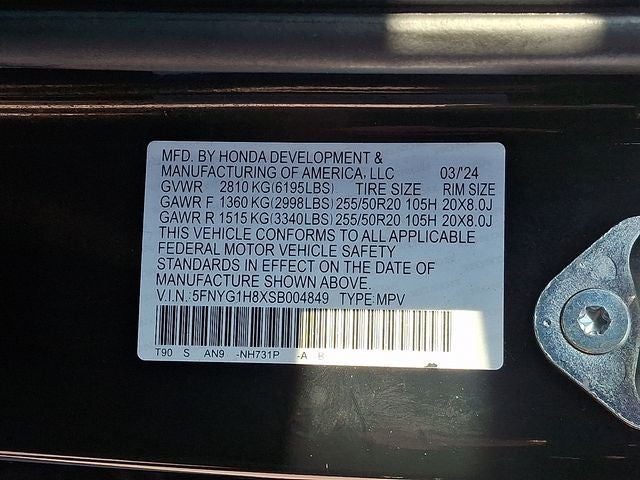 MFD. BY HONDA DEVELOPMENT &
MANUFACTURING OF AMERICA, LLC 03/'24
GVWR 2810 KG(6195LBS) TIRE SIZE RIM SIZE
GAWR F 1360 KG(2998LBS) 255/50R20 105H 20X8.0J
GAWR R 1515 KG(3340LBS) 255/50R20 105H 20X8.0J
THIS VEHICLE CONFORMS TO ALL APPLICABLE
FEDERAL MOTOR VEHICLE SAFETY
STANDARDS IN EFFECT ON THE DATE OF
MANUFACTURE SHOWN ABOVE.
V.I.N.:5FNYG1H8XSB004849 TYPE:MPV
T90 S AN9 -NH731P -A B